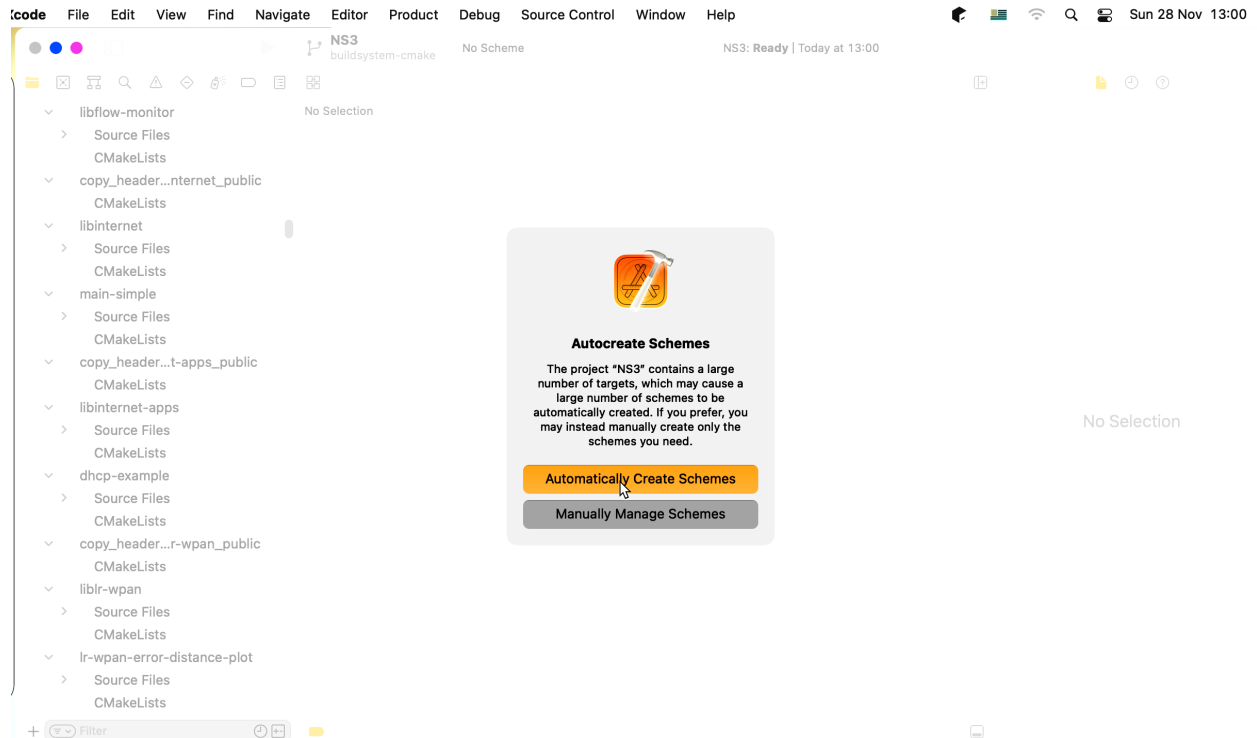 Xcode File Edit View Find Navigate Editor Product Debug Source Control Window Help Sun 28 Nov 13:00
NS3
buildsystem-cmake
No Scheme
NS3: Ready | Today at 13:00
No Selection
libflow-monitor
Source Files
CMakeLists
copy_header...nternet_public
CMakeLists
libinternet
Source Files
CMakeLists
main-simple
Source Files
CMakeLists
copy_header...t-apps_public
CMakeLists
libinternet-apps
Source Files
CMakeLists
dhcp-example
Source Files
CMakeLists
copy_header...r-wpan_public
CMakeLists
liblr-wpan
Source Files
CMakeLists
lr-wpan-error-distance-plot
Source Files
CMakeLists
Filter
Autocreate Schemes
The project “NS3” contains a large
number of targets, which may cause a
large number of schemes to be
automatically created. If you prefer, you
may instead manually create only the
schemes you need.
Automatically Create Schemes
Manually Manage Schemes
No Selection